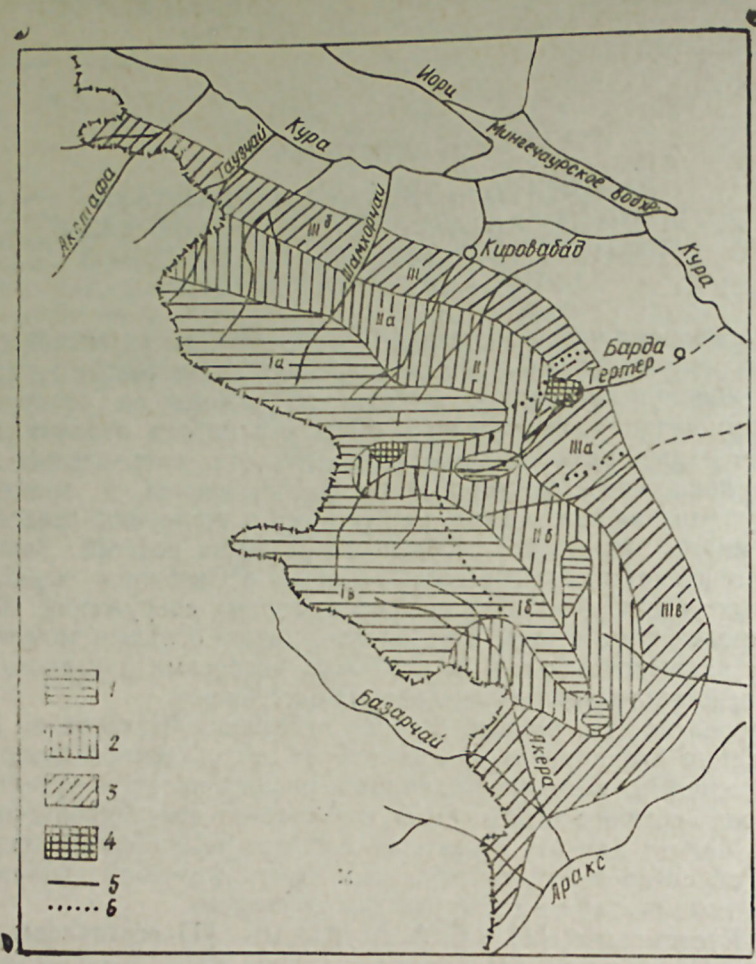 Иори
Кура
Мингечаурское водхр.
Таузчай
Акстафа
Шамхорчай
IIIб
III
Кировабад
Кура
IIа
Iа
II
Барда
Тертер
IIIа
IIб
Iв
Iб
IIIв
Базарчай
Акера
Аракс
1
2
3
4
5
6